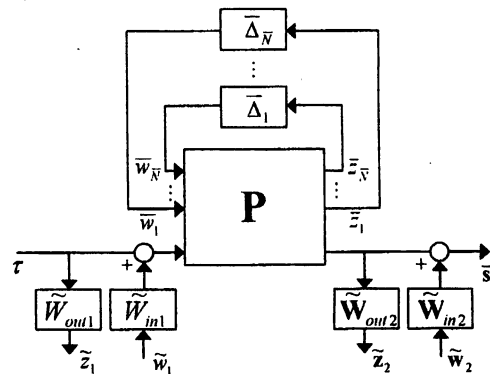 Δ̅_N̅
⋮
Δ̅_1
w̅_N̅ z̅_N̅
⋮ P ⋮
w̅_1 z̅_1
τ + + s̅
W̃_out1 W̃_in1 W̃_out2 W̃_in2
z̃_1 w̃_1 z̃_2 w̃_2